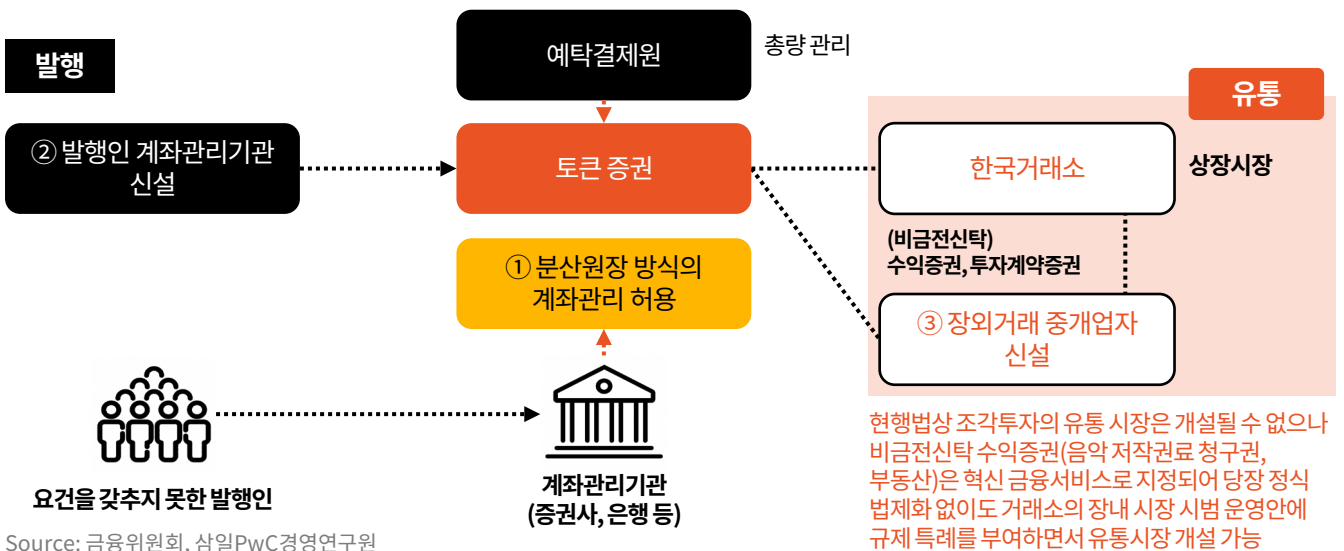 발행
예탁결제원
총량 관리
유통
② 발행인 계좌관리기관
신설
토큰 증권
한국거래소
상장시장
(비금전신탁)
수익증권, 투자계약증권
① 분산원장 방식의
계좌관리 허용
③ 장외거래 중개업자
신설
요건을 갖추지 못한 발행인
계좌관리기관
(증권사, 은행 등)
현행법상 조각투자의 유통 시장은 개설될 수 없으나
비금전신탁 수익증권(음악 저작권료 청구권,
부동산)은 혁신 금융서비스로 지정되어 당장 정식
법제화 없이도 거래소의 장내 시장 시범 운영안에
규제 특례를 부여하면서 유통시장 개설 가능
Source: 금융위원회, 삼일PwC경영연구원